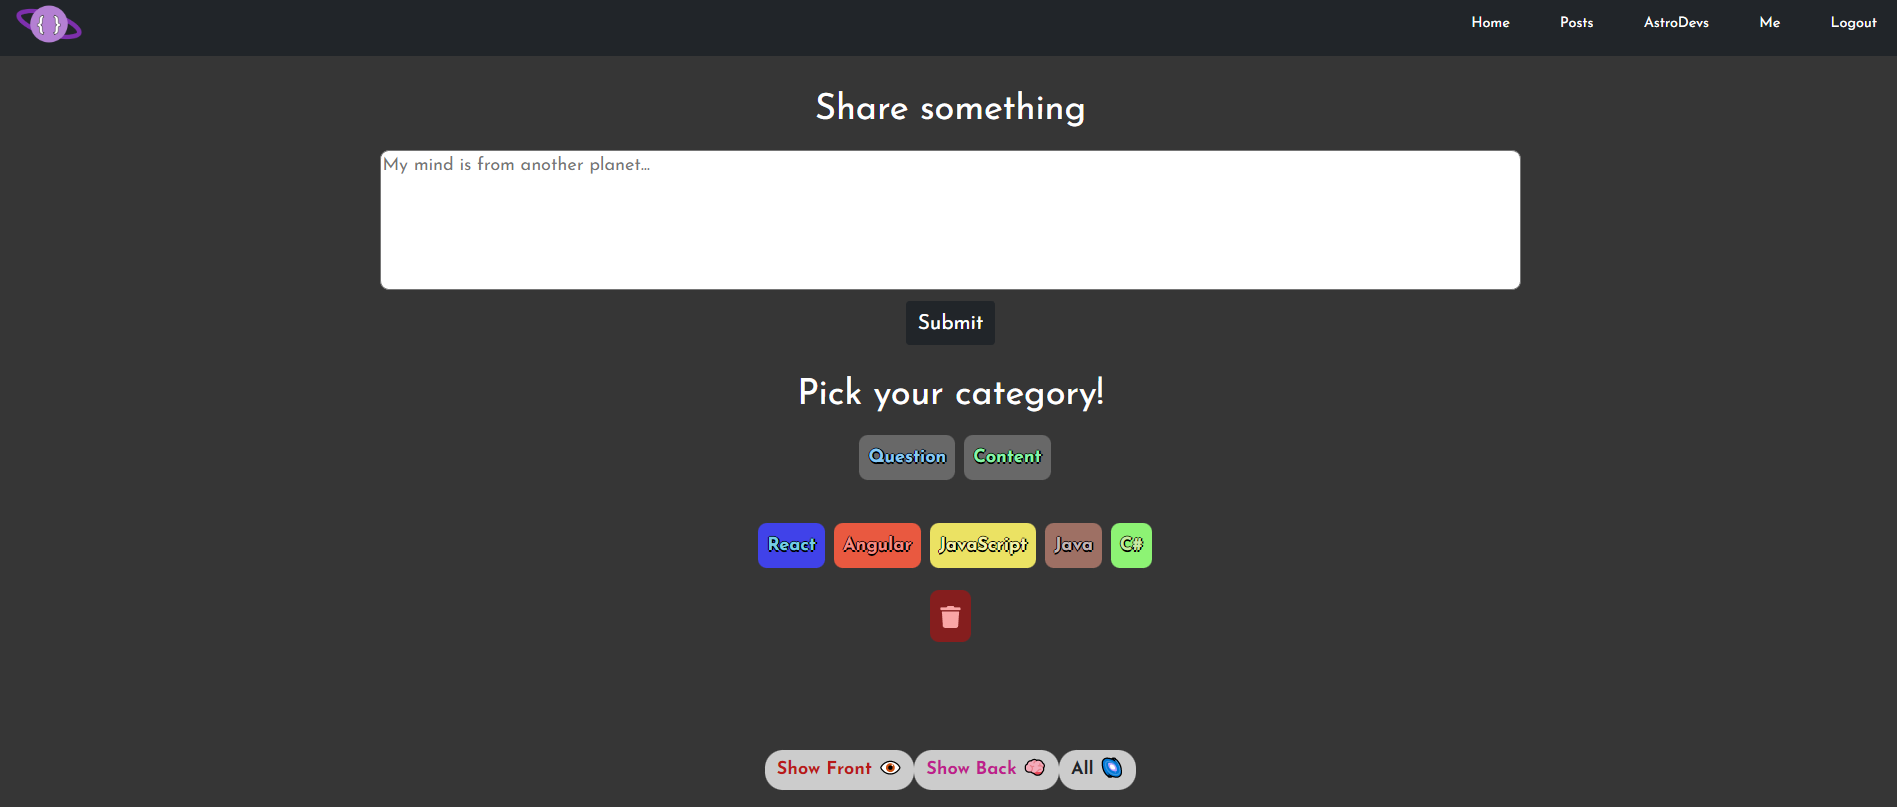 { } Home Posts AstroDevs Me Logout
Share something
My mind is from another planet...
Submit
Pick your category!
Question Content
React Angular JavaScript Java C#
Show Front Show Back All